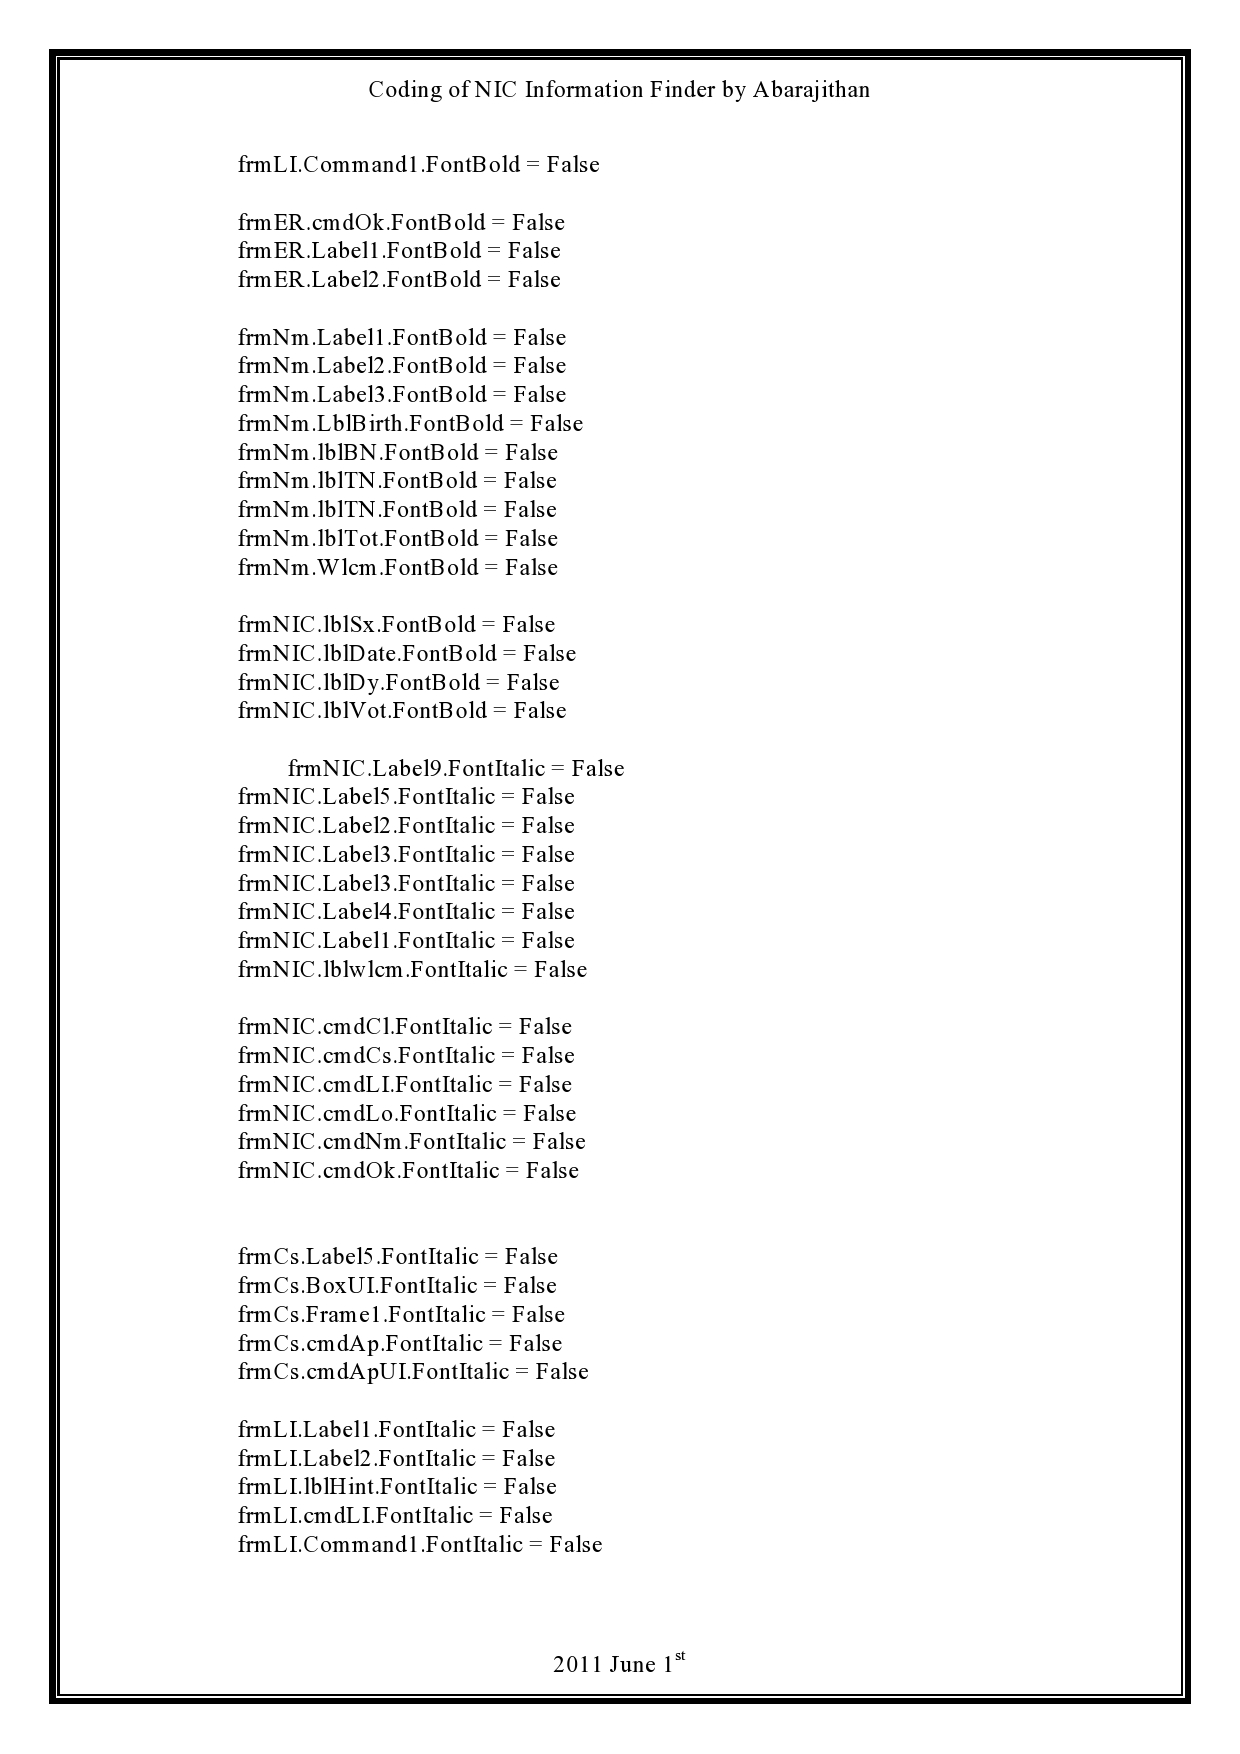 Coding of NIC Information Finder by Abarajithan
frmLI.Command1.FontBold = False
frmER.cmdOk.FontBold = False
frmER.Label1.FontBold = False
frmER.Label2.FontBold = False
frmNm.Label1.FontBold = False
frmNm.Label2.FontBold = False
frmNm.Label3.FontBold = False
frmNm.LblBirth.FontBold = False
frmNm.lblBN.FontBold = False
frmNm.lblTN.FontBold = False
frmNm.lblTN.FontBold = False
frmNm.lblTot.FontBold = False
frmNm.Wlcm.FontBold = False
frmNIC.lblSx.FontBold = False
frmNIC.lblDate.FontBold = False
frmNIC.lblDy.FontBold = False
frmNIC.lblVot.FontBold = False
frmNIC.Label9.FontItalic = False
frmNIC.Label5.FontItalic = False
frmNIC.Label2.FontItalic = False
frmNIC.Label3.FontItalic = False
frmNIC.Label3.FontItalic = False
frmNIC.Label4.FontItalic = False
frmNIC.Label1.FontItalic = False
frmNIC.lblwlcm.FontItalic = False
frmNIC.cmdCl.FontItalic = False
frmNIC.cmdCs.FontItalic = False
frmNIC.cmdLI.FontItalic = False
frmNIC.cmdLo.FontItalic = False
frmNIC.cmdNm.FontItalic = False
frmNIC.cmdOk.FontItalic = False
frmCs.Label5.FontItalic = False
frmCs.BoxUI.FontItalic = False
frmCs.Frame1.FontItalic = False
frmCs.cmdAp.FontItalic = False
frmCs.cmdApUI.FontItalic = False
frmLI.Label1.FontItalic = False
frmLI.Label2.FontItalic = False
frmLI.lblHint.FontItalic = False
frmLI.cmdLI.FontItalic = False
frmLI.Command1.FontItalic = False
2011 June 1st